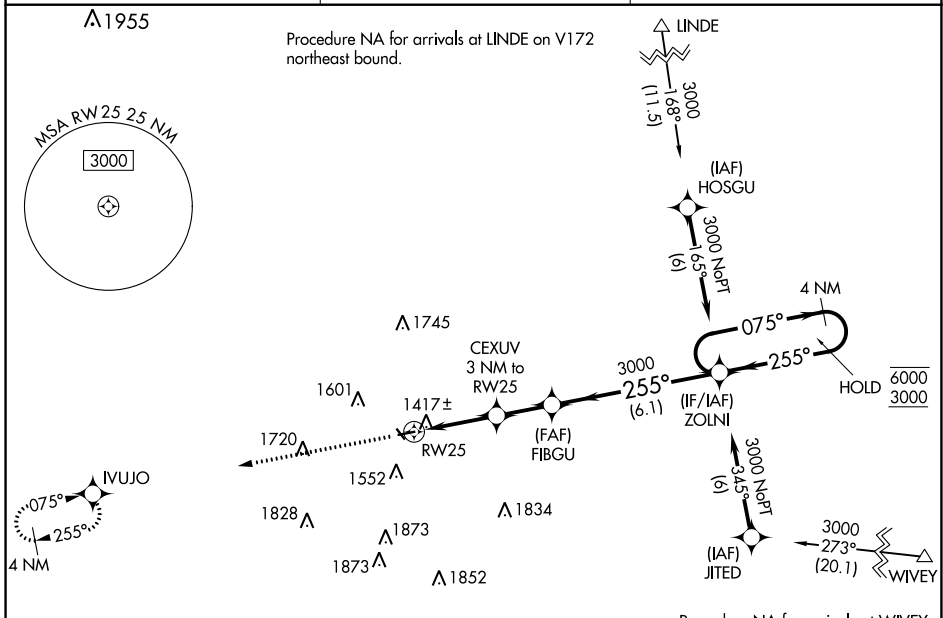 1955
Procedure NA for arrivals at LINDE on V172
northeast bound.
LINDE
MSA RW25 25 NM
3000
3000
168°
(11.5)
(IAF)
HOSGU
3000 NoPT
165°
(6)
4 NM
075°
255°
HOLD
6000
3000
1745
CEXUV
3 NM to
RW25
3000
255°
(6.1)
(IF/IAF)
ZOLNI
1601
1417±
(FAF)
FIBGU
1720
RW25
IVUJO
1552
075°
255°
4 NM
1828
1873
1834
1873
1852
3000 NoPT
345°
(6)
(IAF)
JITED
3000
273°
(20.1)
WIVEY